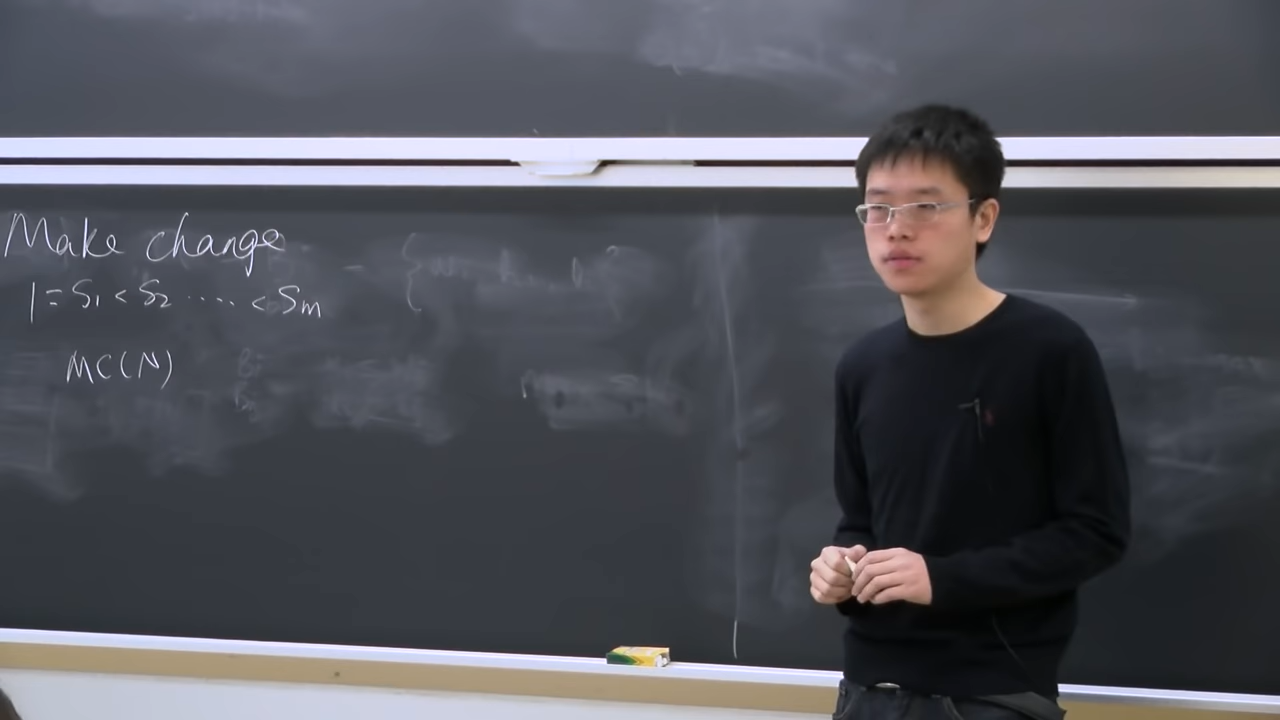 Make change
1 = S1 < S2 ..... < Sm
MC(N)